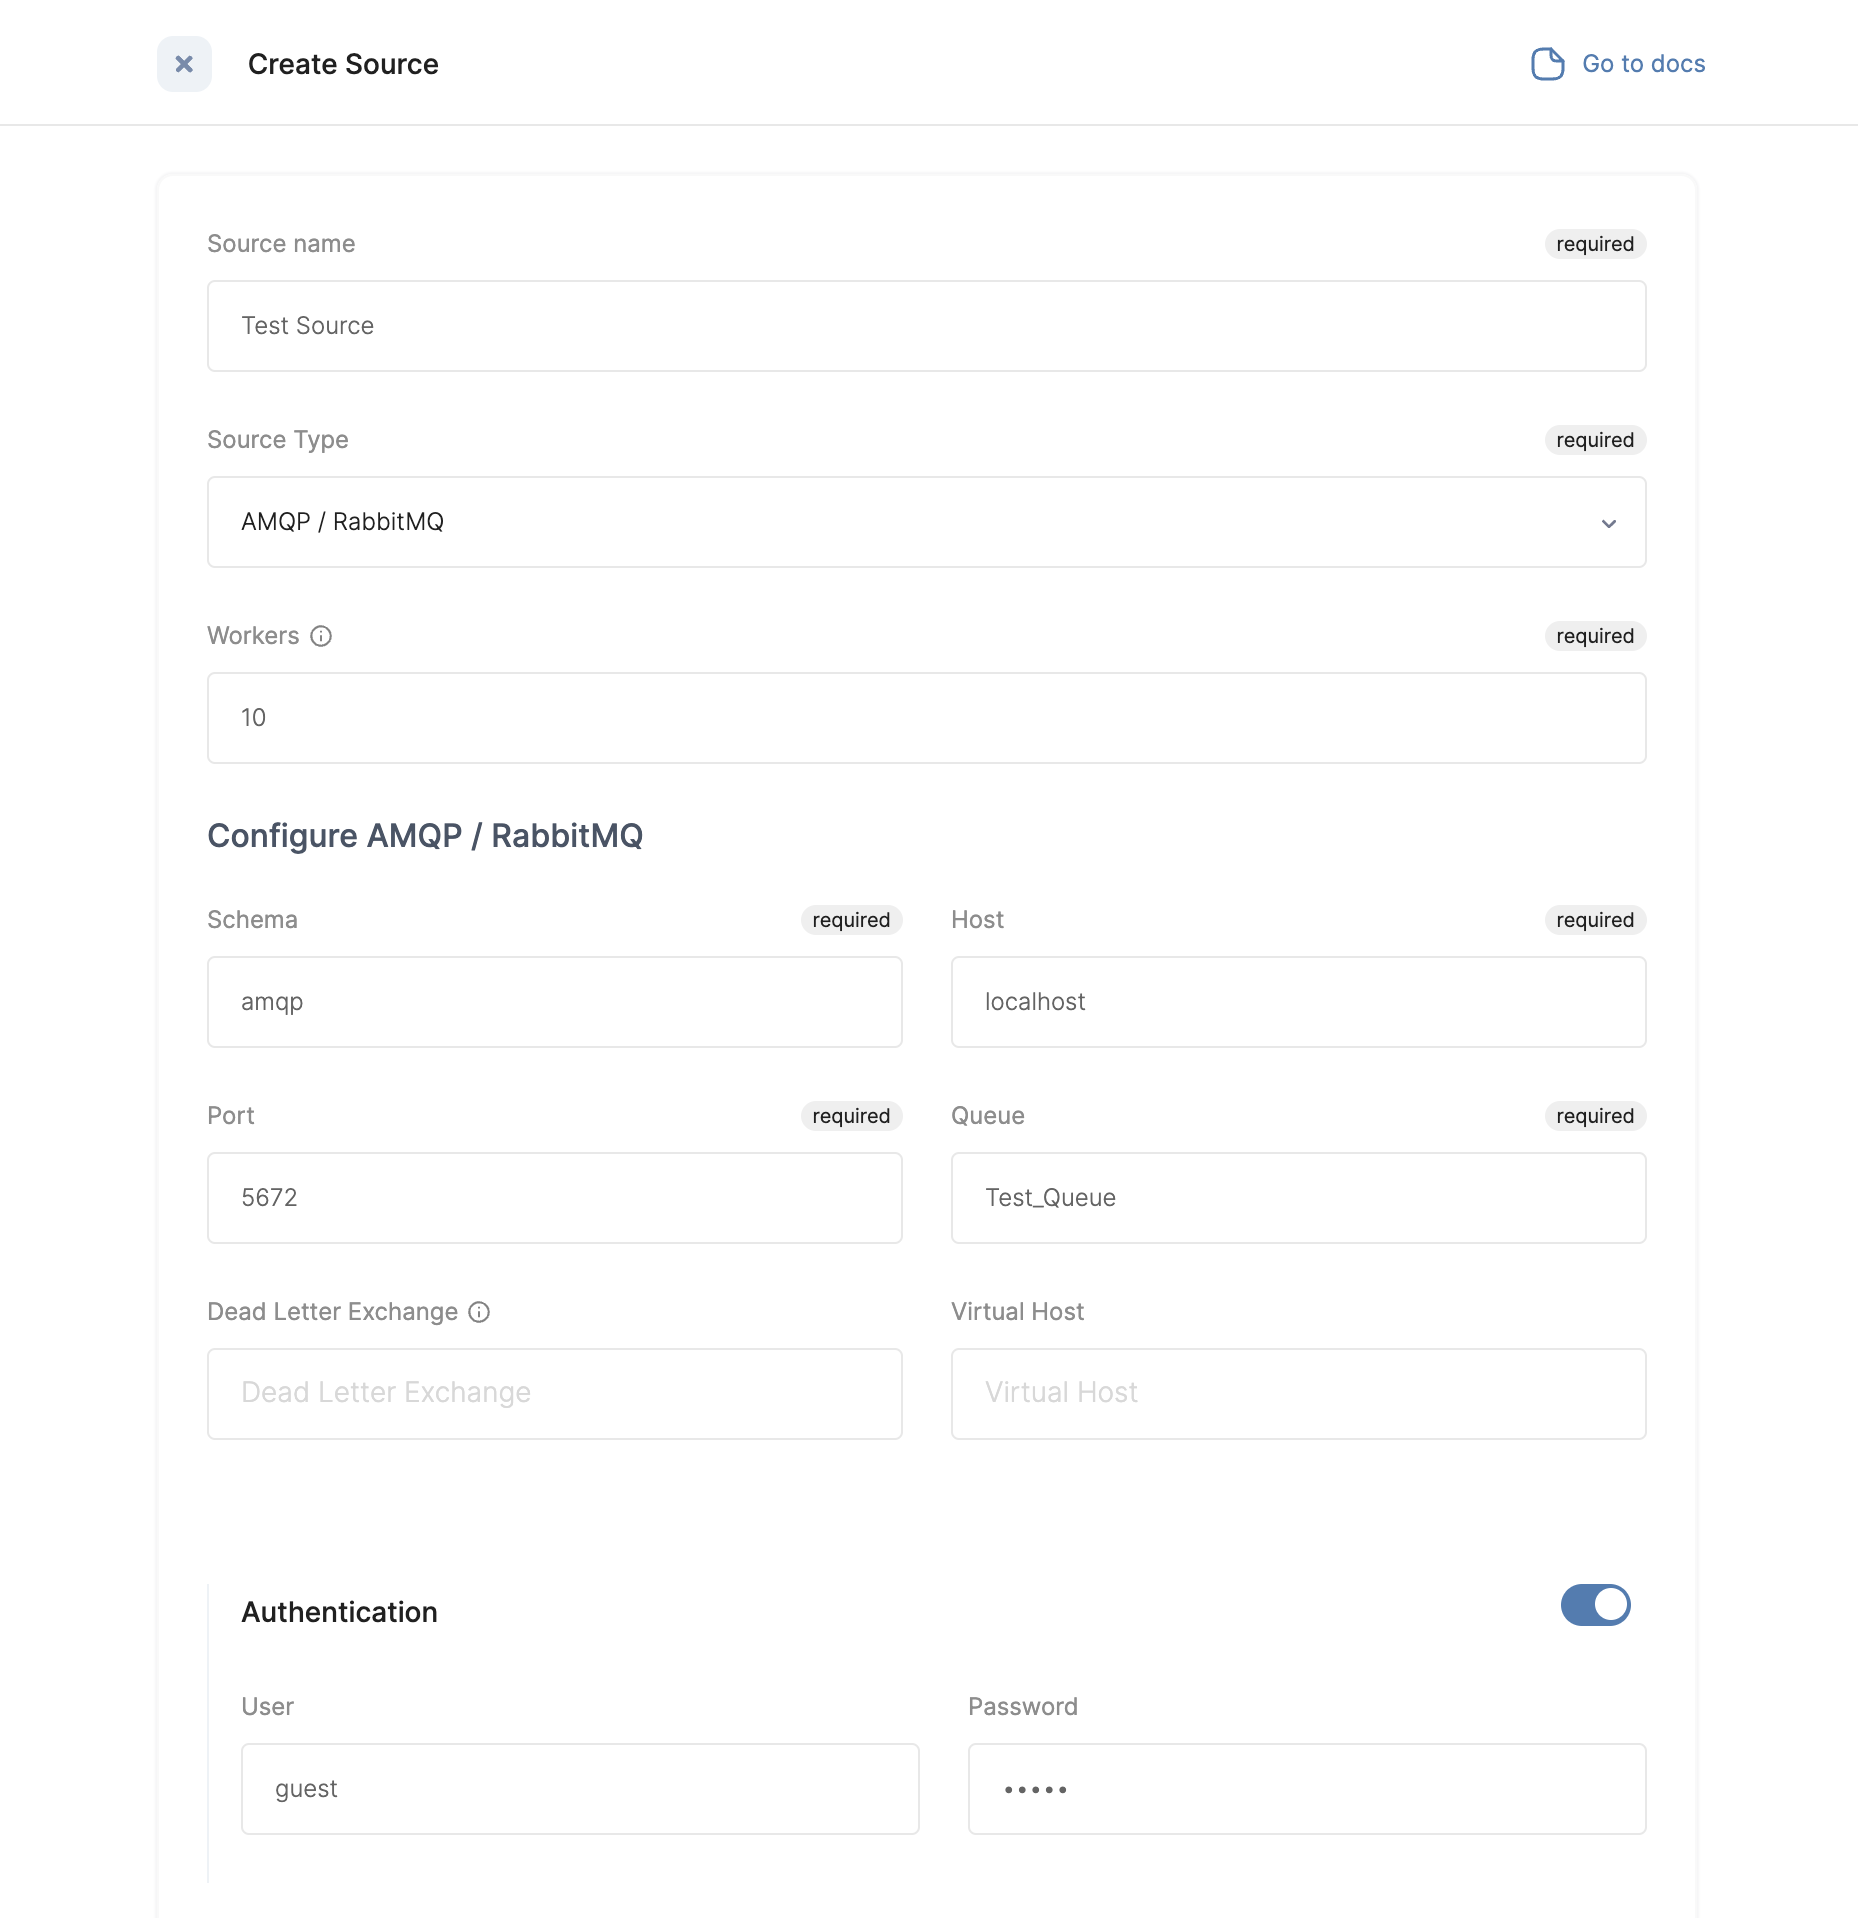 Create Source
Go to docs
Source name
required
Test Source
Source Type
required
AMQP / RabbitMQ
Workers
required
10
Configure AMQP / RabbitMQ
Schema
required
Host
required
amqp
localhost
Port
required
Queue
required
5672
Test_Queue
Dead Letter Exchange
Virtual Host
Dead Letter Exchange
Virtual Host
Authentication
User
Password
guest
•••••